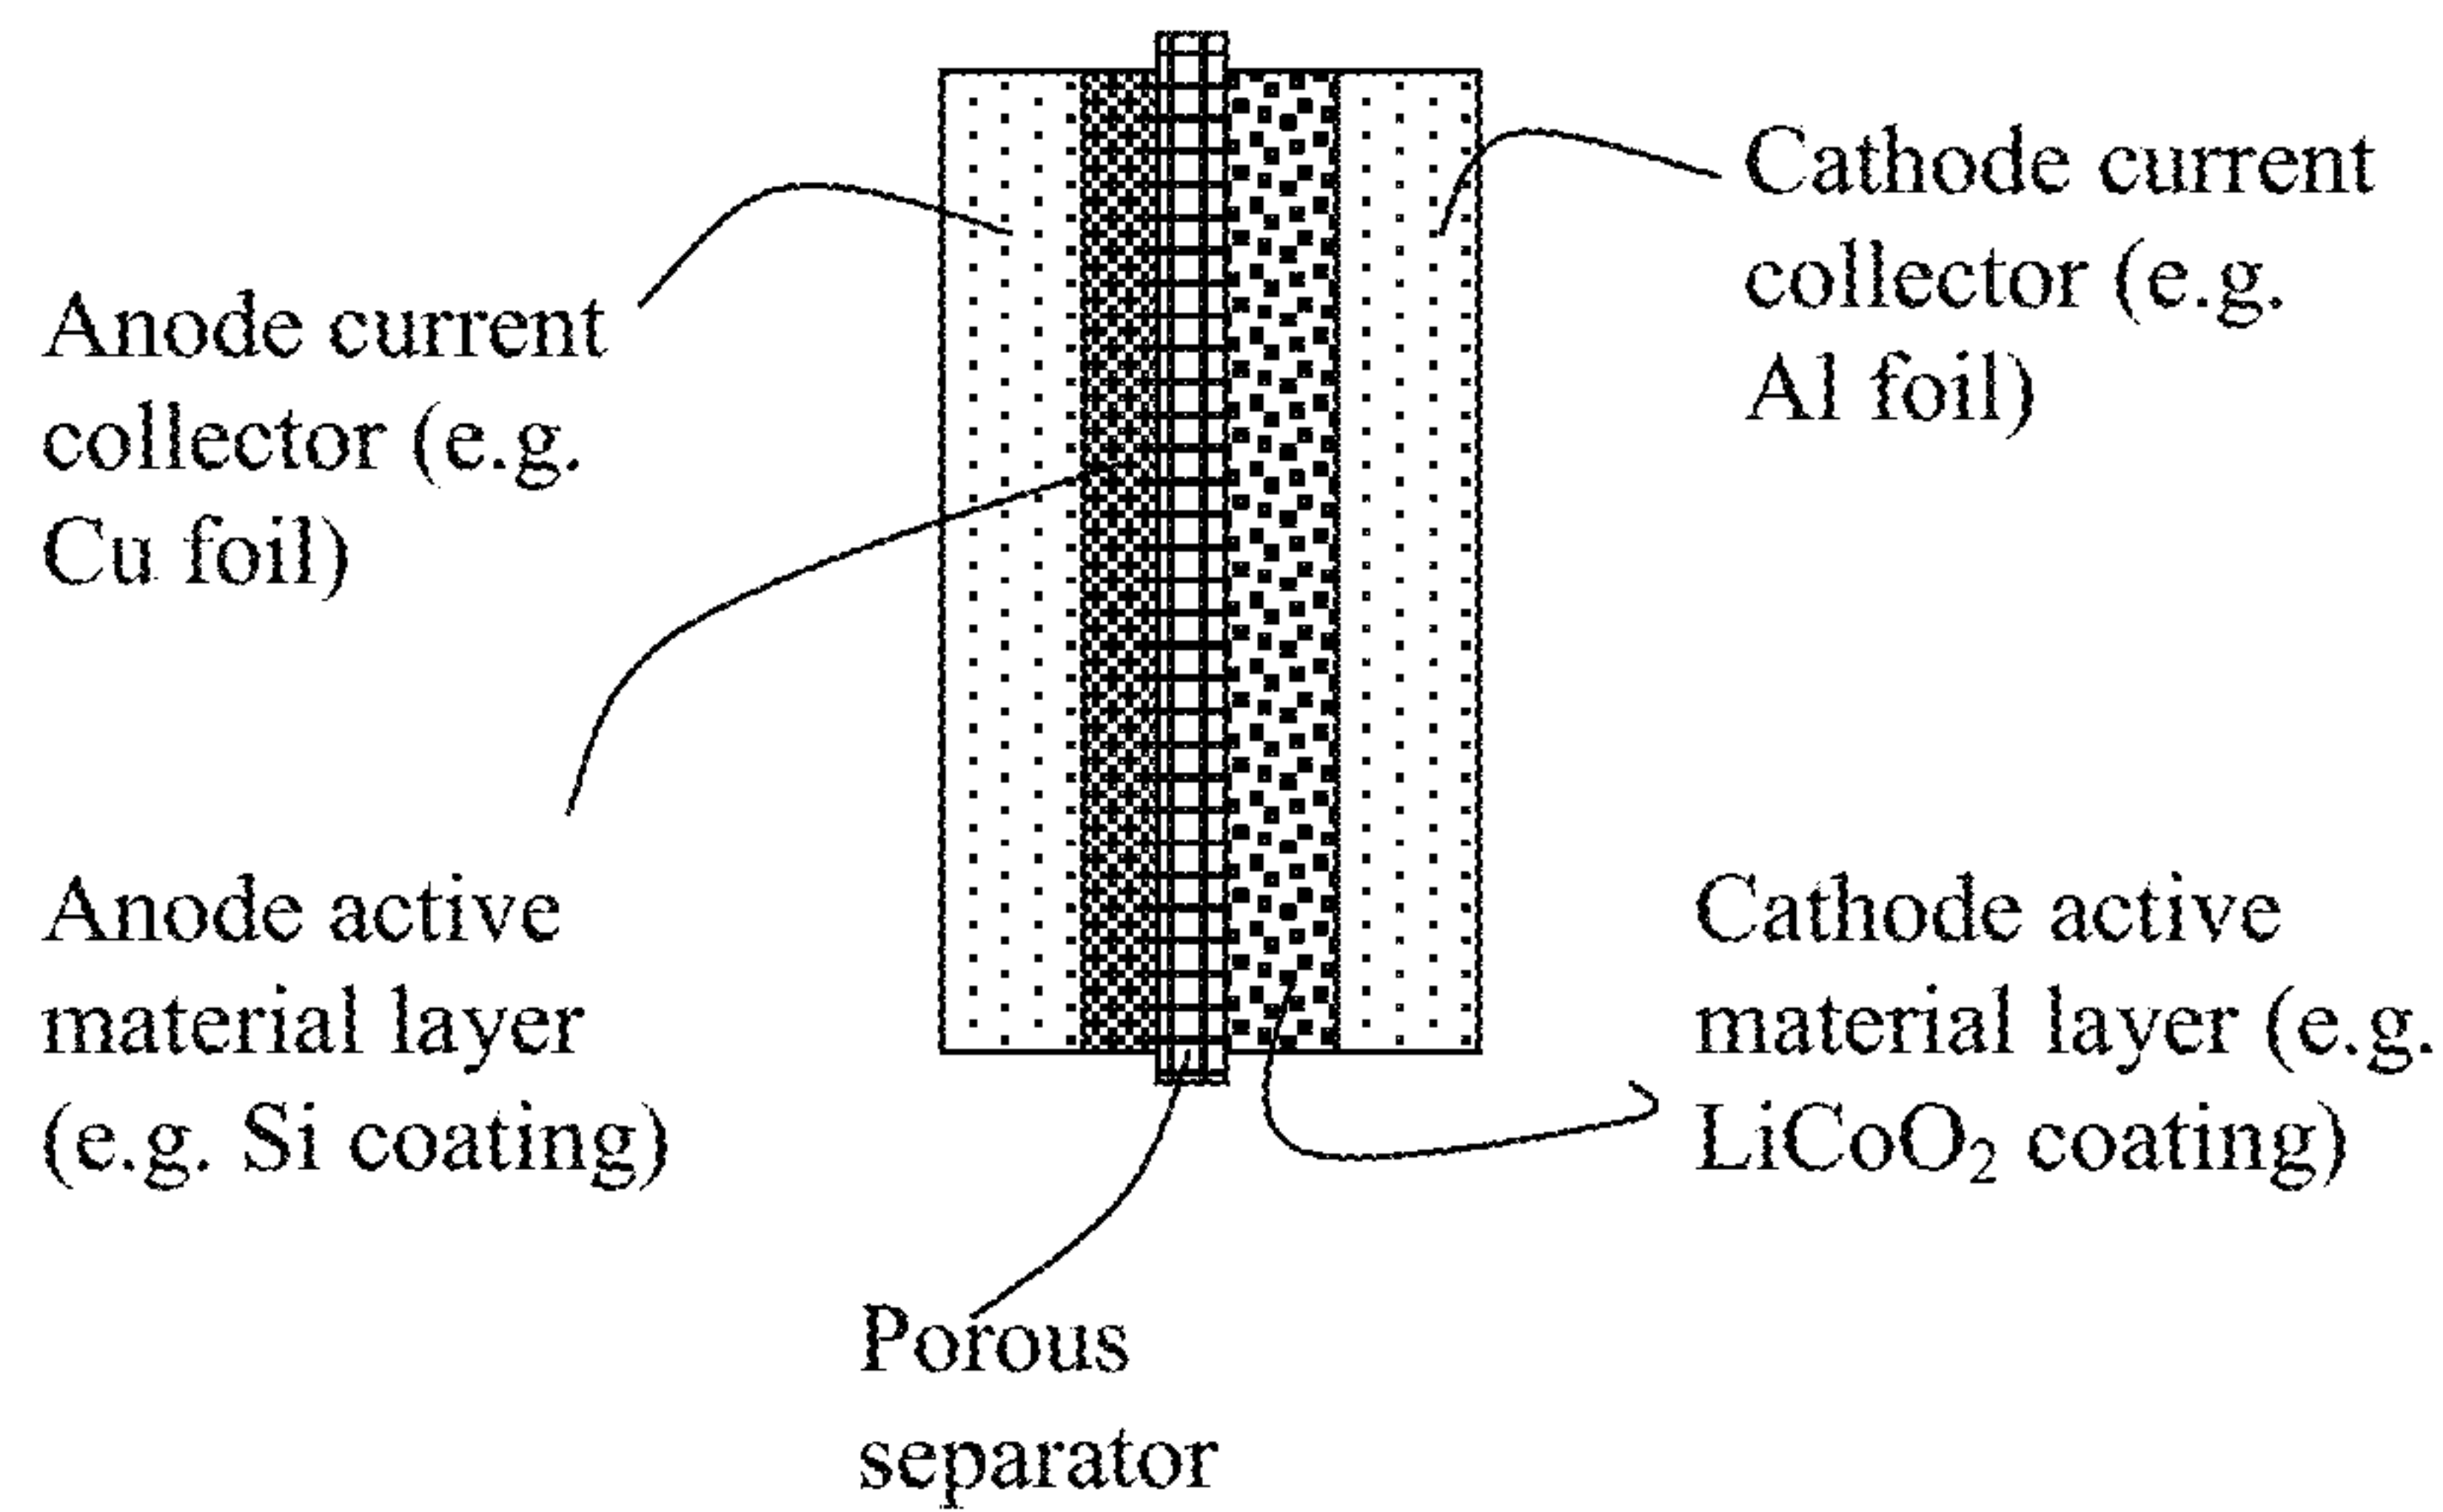 Anode current
collector (e.g.
Cu foil)
Cathode current
collector (e.g.
Al foil)
Anode active
material layer
(e.g. Si coating)
Cathode active
material layer (e.g.
LiCoO₂ coating)
Porous
separator